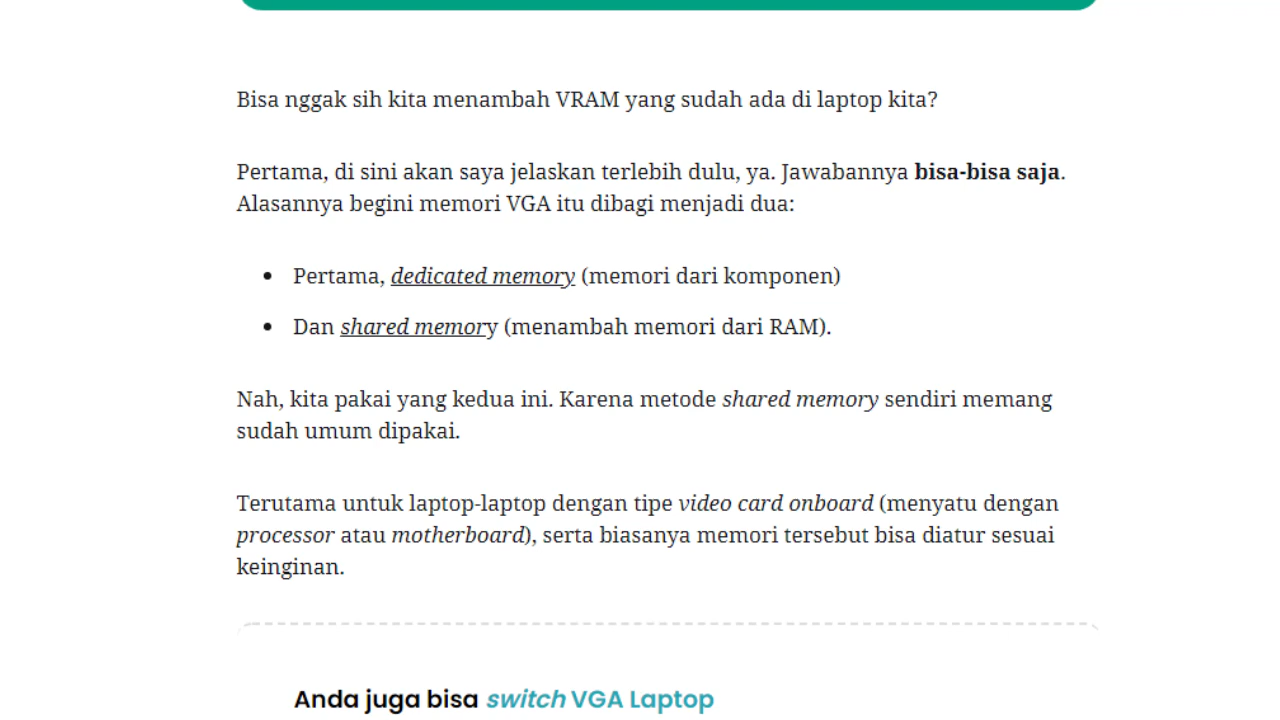 Bisa nggak sih kita menambah VRAM yang sudah ada di laptop kita?
Pertama, di sini akan saya jelaskan terlebih dulu, ya. Jawabannya bisa-bisa saja.
Alasannya begini memori VGA itu dibagi menjadi dua:
• Pertama, dedicated memory (memori dari komponen)
• Dan shared memory (menambah memori dari RAM).
Nah, kita pakai yang kedua ini. Karena metode shared memory sendiri memang
sudah umum dipakai.
Terutama untuk laptop-laptop dengan tipe video card onboard (menyatu dengan
processor atau motherboard), serta biasanya memori tersebut bisa diatur sesuai
keinginan.
Anda juga bisa switch VGA Laptop